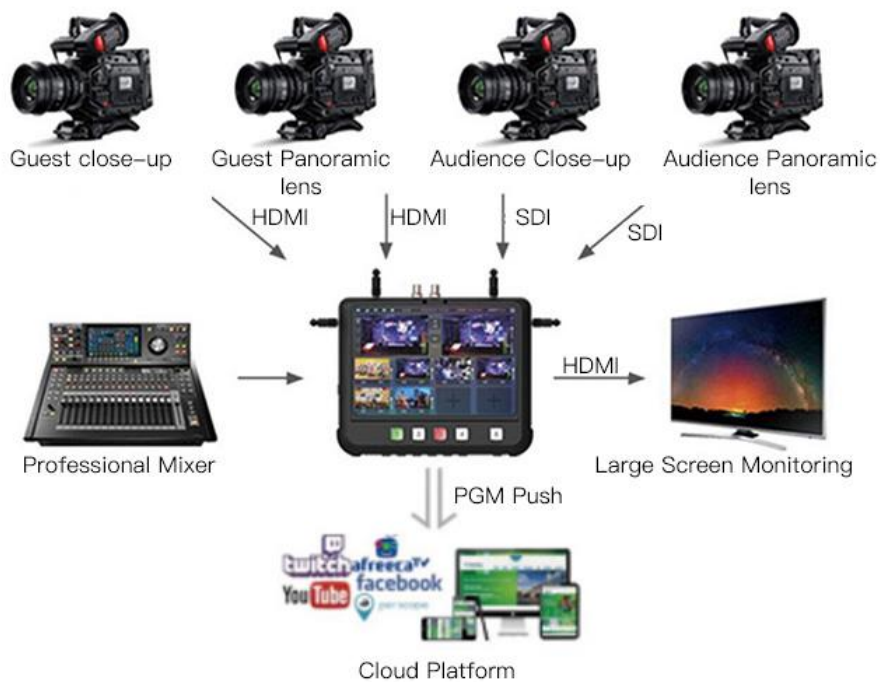 Guest close-up
Guest Panoramic
lens
Audience Close-up
Audience Panoramic
lens
HDMI
HDMI
SDI
SDI
HDMI
Professional Mixer
Large Screen Monitoring
PGM Push
twitch
afreecaTV
YouTube
facebook
periscope
Cloud Platform